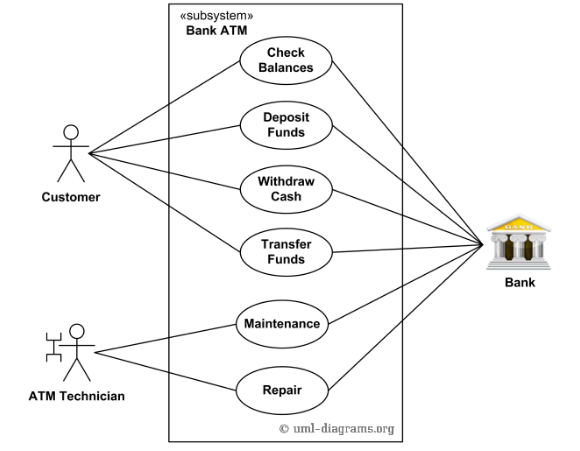 «subsystem»
Bank ATM
Check
Balances
Deposit
Funds
Withdraw
Cash
Transfer
Funds
Maintenance
Repair
Customer
ATM Technician
BANK
Bank
© uml-diagrams.org